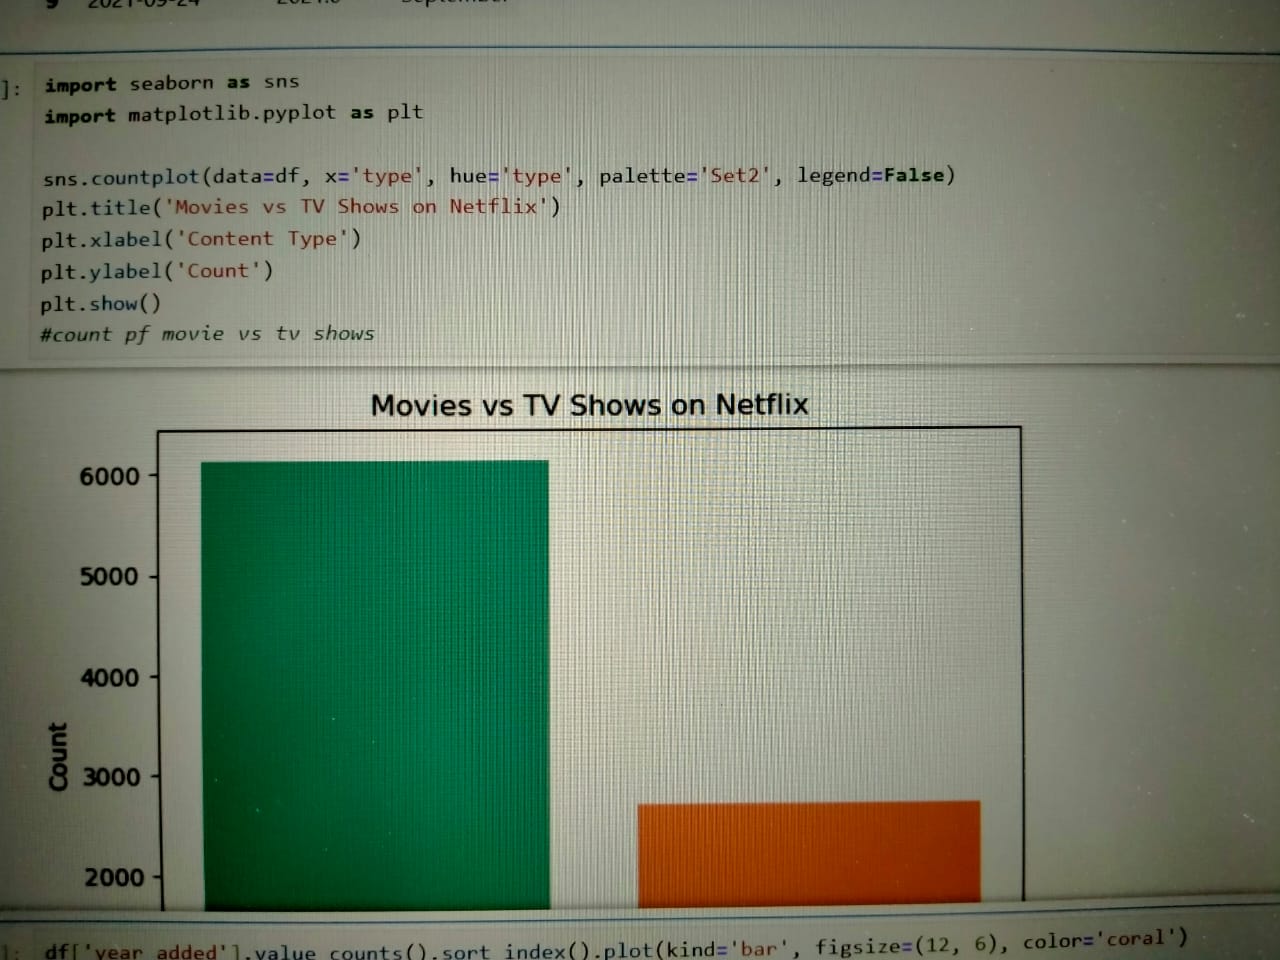 9 2021-09-24 2021.0 September
]: import seaborn as sns
import matplotlib.pyplot as plt
sns.countplot(data=df, x='type', hue='type', palette='Set2', legend=False)
plt.title('Movies vs TV Shows on Netflix')
plt.xlabel('Content Type')
plt.ylabel('Count')
plt.show()
#count pf movie vs tv shows
Movies vs TV Shows on Netflix
6000
5000
4000
Count
3000
2000
]: df['year_added'].value_counts().sort_index().plot(kind='bar', figsize=(12, 6), color='coral')